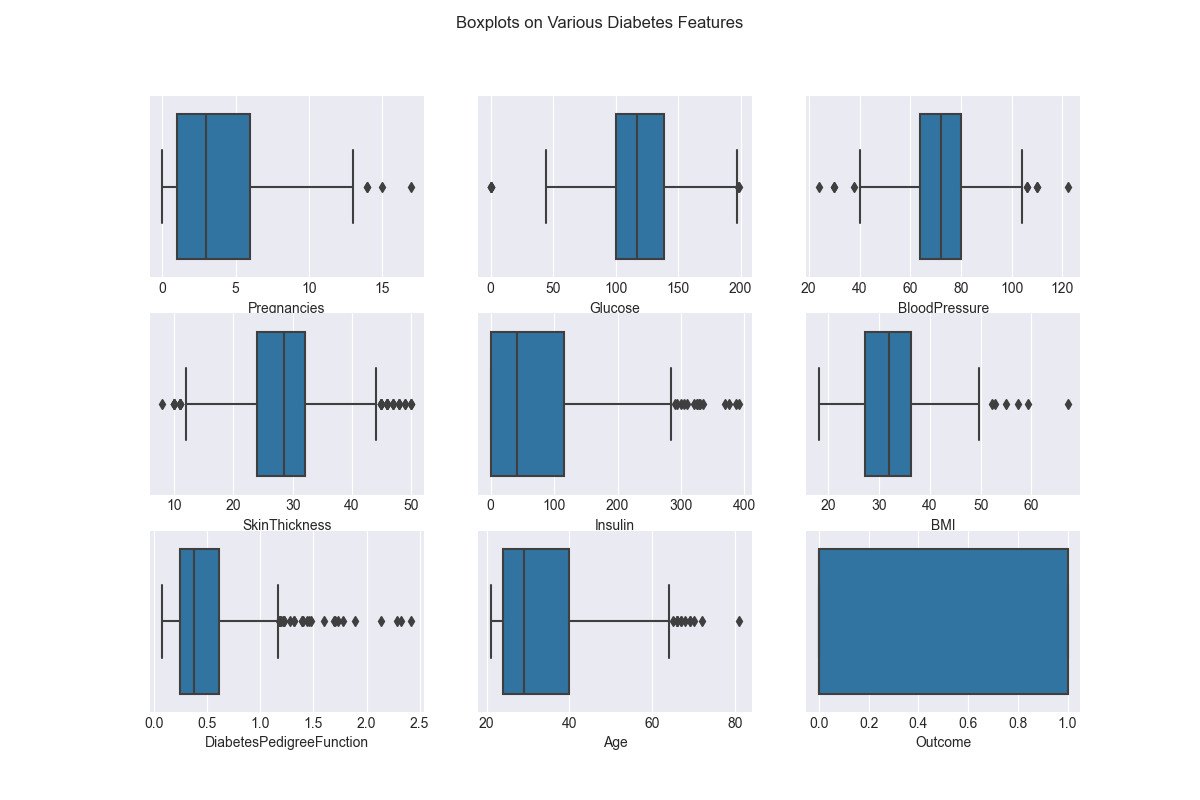 Boxplots on Various Diabetes Features
0 5 10 15
Pregnancies
0 50 100 150 200
Glucose
20 40 60 80 100 120
BloodPressure
10 20 30 40 50
SkinThickness
0 100 200 300 400
Insulin
20 30 40 50 60
BMI
0.0 0.5 1.0 1.5 2.0 2.5
DiabetesPedigreeFunction
20 40 60 80
Age
0.0 0.2 0.4 0.6 0.8 1.0
Outcome